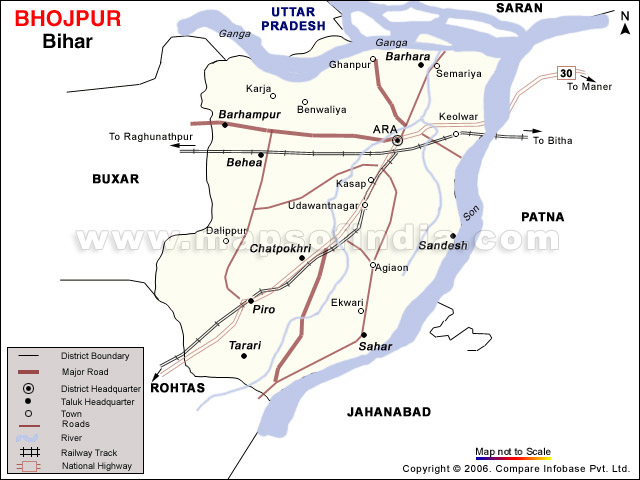 BHOJPUR
Bihar
UTTAR
PRADESH
SARAN
N
Ganga
Ganga
Ghanpur
Barhara
Semariya
30
To Maner
Karja
Benwaliya
Barhampur
ARA
Keolwar
To Raghunathpur
To Bitha
Behea
BUXAR
Kasap
Udawantnagar
Son
PATNA
Dalippur
www.mapsofindia.com
Chatpokhri
Sandesh
Agiaon
Piro
Ekwari
Tarari
Sahar
ROHTAS
JAHANABAD
District Boundary
Major Road
District Headquarter
Taluk Headquarter
Town
Roads
River
Railway Track
National Highway
Map not to Scale
Copyright © 2006. Compare Infobase Pvt. Ltd.